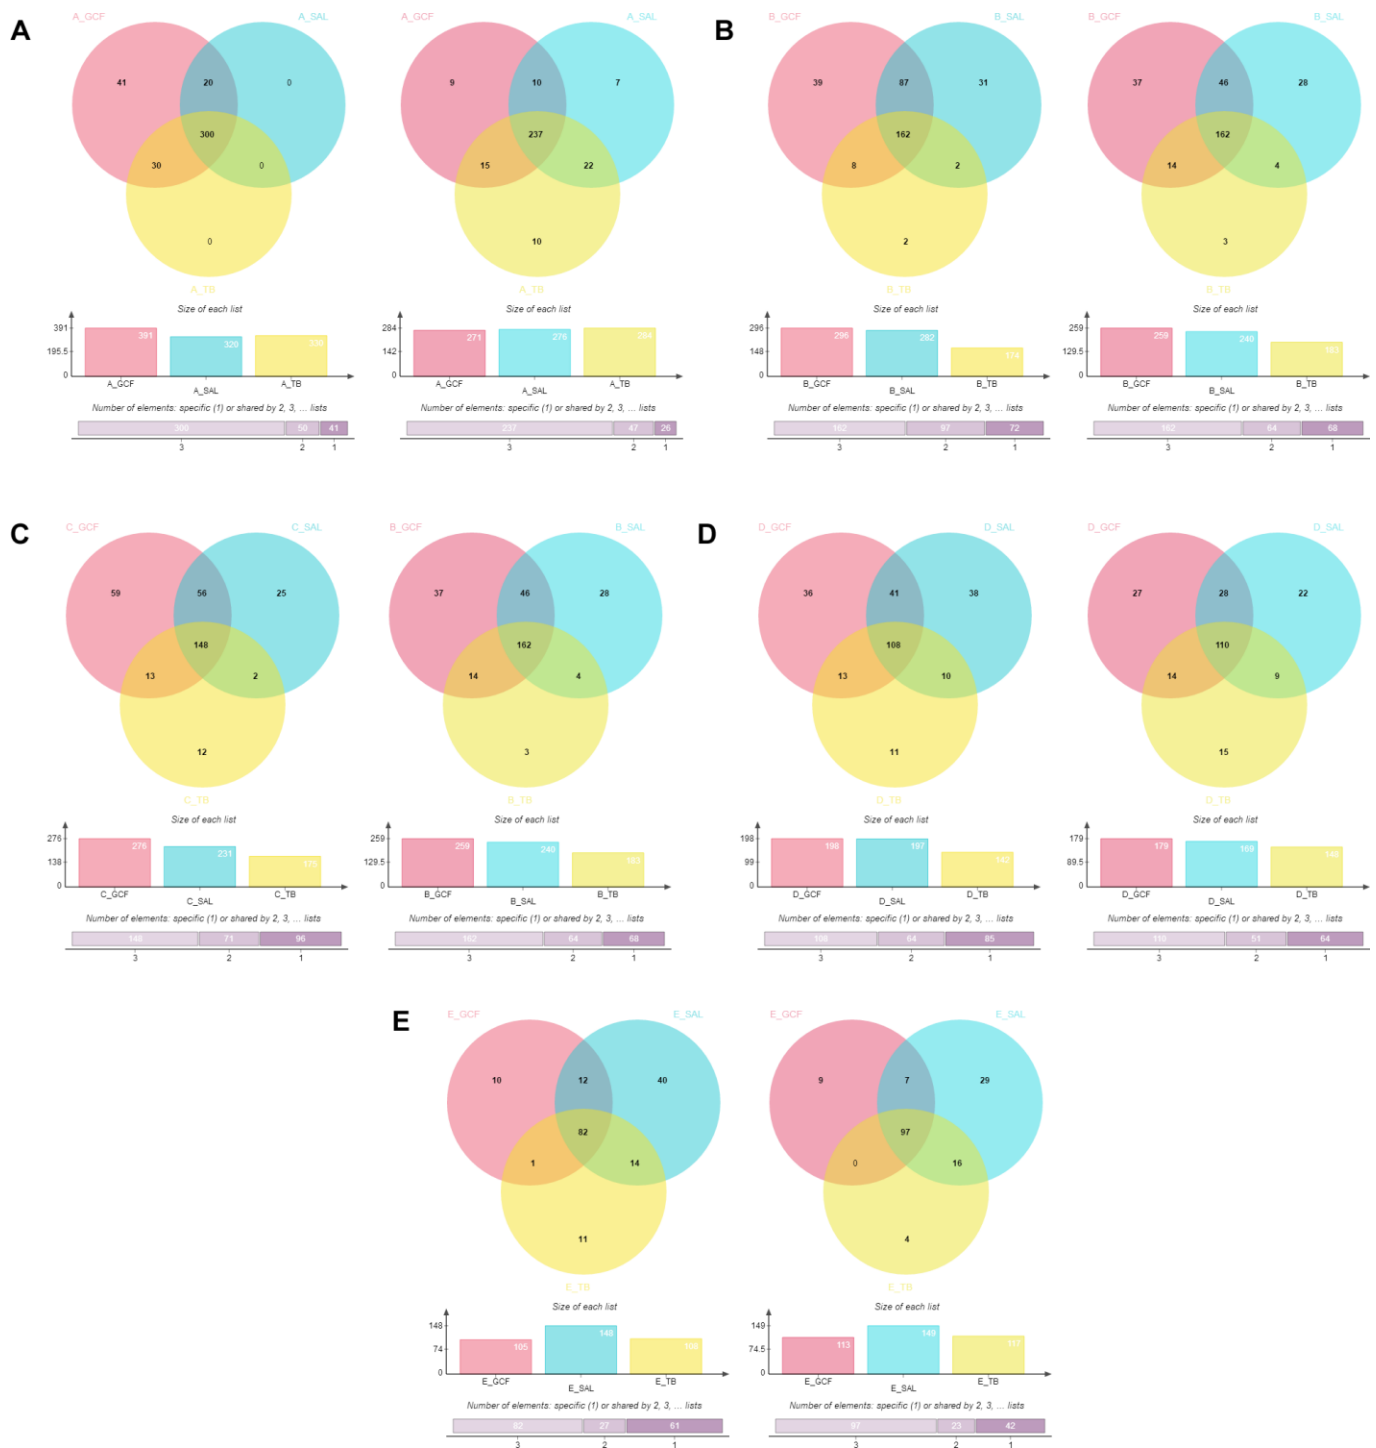 A
A_GCF
A_SAL
41
20
0
300
30
0
0
A_TB
Size of each list
391
195.5
0
391
320
330
A_GCF
A_SAL
A_TB
Number of elements: specific (1) or shared by 2, 3, ... lists
300
50
41
3
2
1
A_GCF
A_SAL
9
10
7
237
15
22
10
A_TB
Size of each list
284
142
0
271
276
284
A_GCF
A_SAL
A_TB
Number of elements: specific (1) or shared by 2, 3, ... lists
237
47
26
3
2
1
B
B_GCF
B_SAL
39
87
31
162
8
2
2
B_TB
Size of each list
296
148
0
296
282
174
B_GCF
B_SAL
B_TB
Number of elements: specific (1) or shared by 2, 3, ... lists
162
97
72
3
2
1
B_GCF
B_SAL
37
46
28
162
14
4
3
B_TB
Size of each list
259
129.5
0
259
240
183
B_GCF
B_SAL
B_TB
Number of elements: specific (1) or shared by 2, 3, ... lists
162
64
68
3
2
1
C
C_GCF
C_SAL
59
56
25
148
13
2
12
C_TB
Size of each list
276
138
0
276
231
175
C_GCF
C_SAL
C_TB
Number of elements: specific (1) or shared by 2, 3, ... lists
148
71
96
3
2
1
B_GCF
B_SAL
37
46
28
162
14
4
3
B_TB
Size of each list
259
129.5
0
259
240
183
B_GCF
B_SAL
B_TB
Number of elements: specific (1) or shared by 2, 3, ... lists
162
64
68
3
2
1
D
D_GCF
D_SAL
36
41
38
108
13
10
11
D_TB
Size of each list
198
99
0
198
197
142
D_GCF
D_SAL
D_TB
Number of elements: specific (1) or shared by 2, 3, ... lists
108
64
85
3
2
1
D_GCF
D_SAL
27
28
22
110
14
9
15
D_TB
Size of each list
179
89.5
0
179
169
148
D_GCF
D_SAL
D_TB
Number of elements: specific (1) or shared by 2, 3, ... lists
110
51
64
3
2
1
E
E_GCF
E_SAL
10
12
40
82
1
14
11
E_TB
Size of each list
148
74
0
105
148
108
E_GCF
E_SAL
E_TB
Number of elements: specific (1) or shared by 2, 3, ... lists
82
27
61
3
2
1
E_GCF
E_SAL
9
7
29
97
0
16
4
E_TB
Size of each list
149
74.5
0
113
149
117
E_GCF
E_SAL
E_TB
Number of elements: specific (1) or shared by 2, 3, ... lists
97
23
42
3
2
1